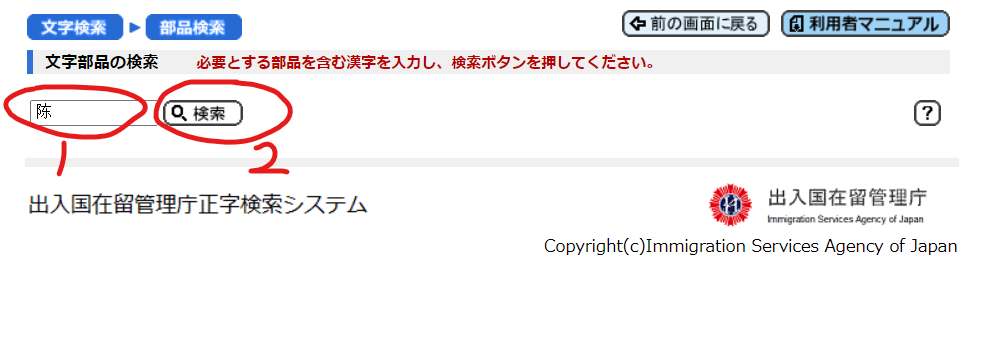 文字検索 ▶ 部品検索 前の画面に戻る 利用者マニュアル
文字部品の検索 必要とする部品を含む漢字を入力し、検索ボタンを押してください。
陈 検索 ?
1 2
出入国在留管理庁正字検索システム 出入国在留管理庁
Immigration Services Agency of Japan
Copyright(c)Immigration Services Agency of Japan